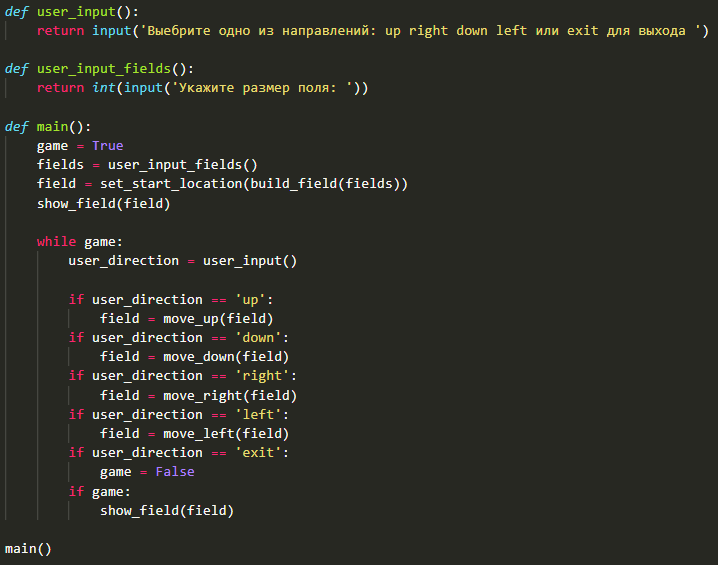 def user_input():
    return input('Выебрите одно из направлений: up right down left или exit для выхода ')
def user_input_fields():
    return int(input('Укажите размер поля: '))
def main():
    game = True
    fields = user_input_fields()
    field = set_start_location(build_field(fields))
    show_field(field)
    while game:
        user_direction = user_input()
        if user_direction == 'up':
            field = move_up(field)
        if user_direction == 'down':
            field = move_down(field)
        if user_direction == 'right':
            field = move_right(field)
        if user_direction == 'left':
            field = move_left(field)
        if user_direction == 'exit':
            game = False
        if game:
            show_field(field)
main()